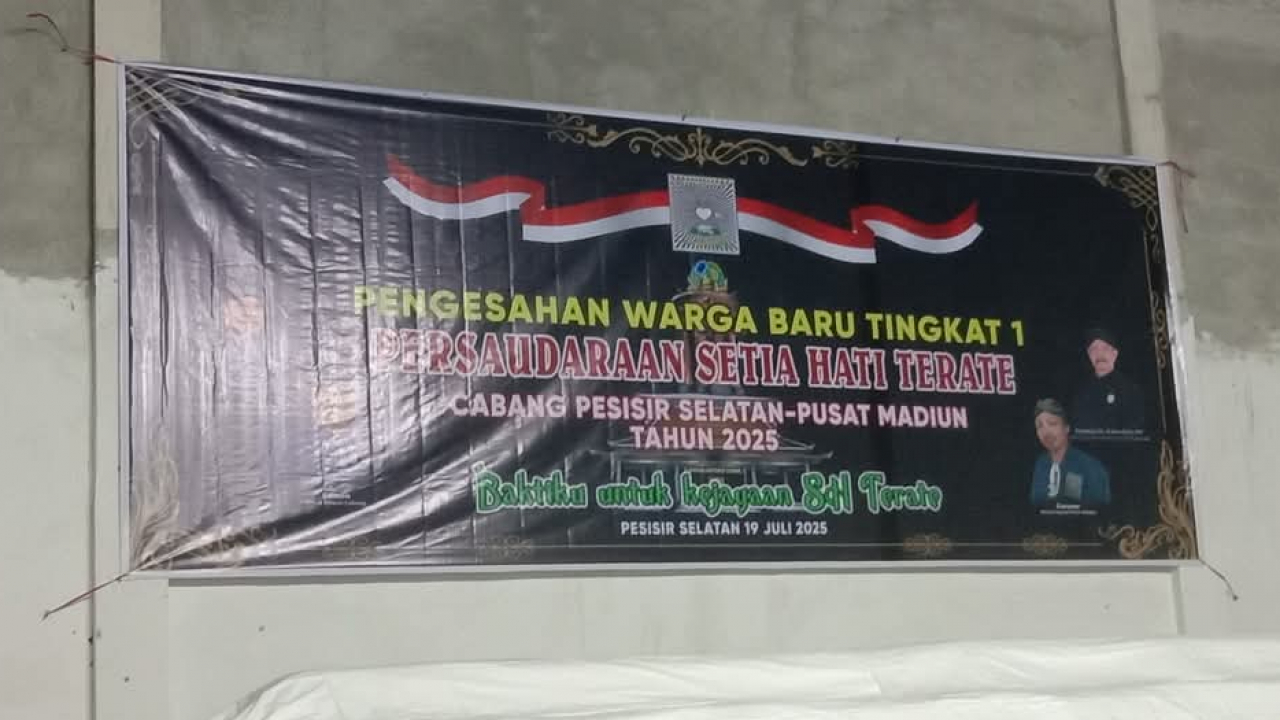 PENGESAHAN WARGA BARU TINGKAT 1
PERSAUDARAAN SETIA HATI TERATE
CABANG PESISIR SELATAN-PUSAT MADIUN
TAHUN 2025
Baktiku untuk kejayaan SH Terate
PESISIR SELATAN 19 JULI 2025